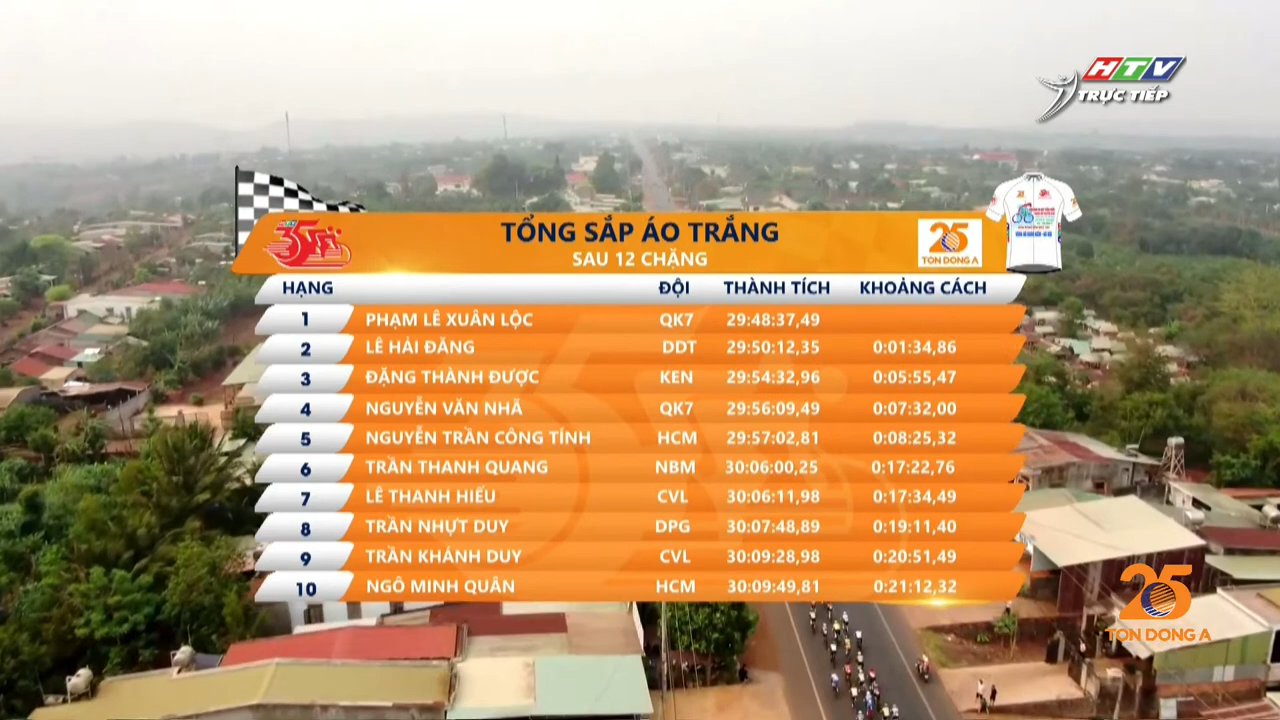 HTV
TRỰC TIẾP
TỔNG SẮP ÁO TRẮNG
SAU 12 CHẶNG
25
TON DONG A
HẠNG ĐỘI THÀNH TÍCH KHOẢNG CÁCH
1 PHẠM LÊ XUÂN LỘC QK7 29:48:37,49
2 LÊ HẢI ĐĂNG DDT 29:50:12,35 0:01:34,86
3 ĐẶNG THÀNH ĐƯỢC KEN 29:54:32,96 0:05:55,47
4 NGUYỄN VĂN NHÃ QK7 29:56:09,49 0:07:32,00
5 NGUYỄN TRẦN CÔNG TÍNH HCM 29:57:02,81 0:08:25,32
6 TRẦN THANH QUANG NBM 30:06:00,25 0:17:22,76
7 LÊ THANH HIẾU CVL 30:06:11,98 0:17:34,49
8 TRẦN NHỰT DUY DPG 30:07:48,89 0:19:11,40
9 TRẦN KHÁNH DUY CVL 30:09:28,98 0:20:51,49
10 NGÔ MINH QUÂN HCM 30:09:49,81 0:21:12,32
25
TON DONG A